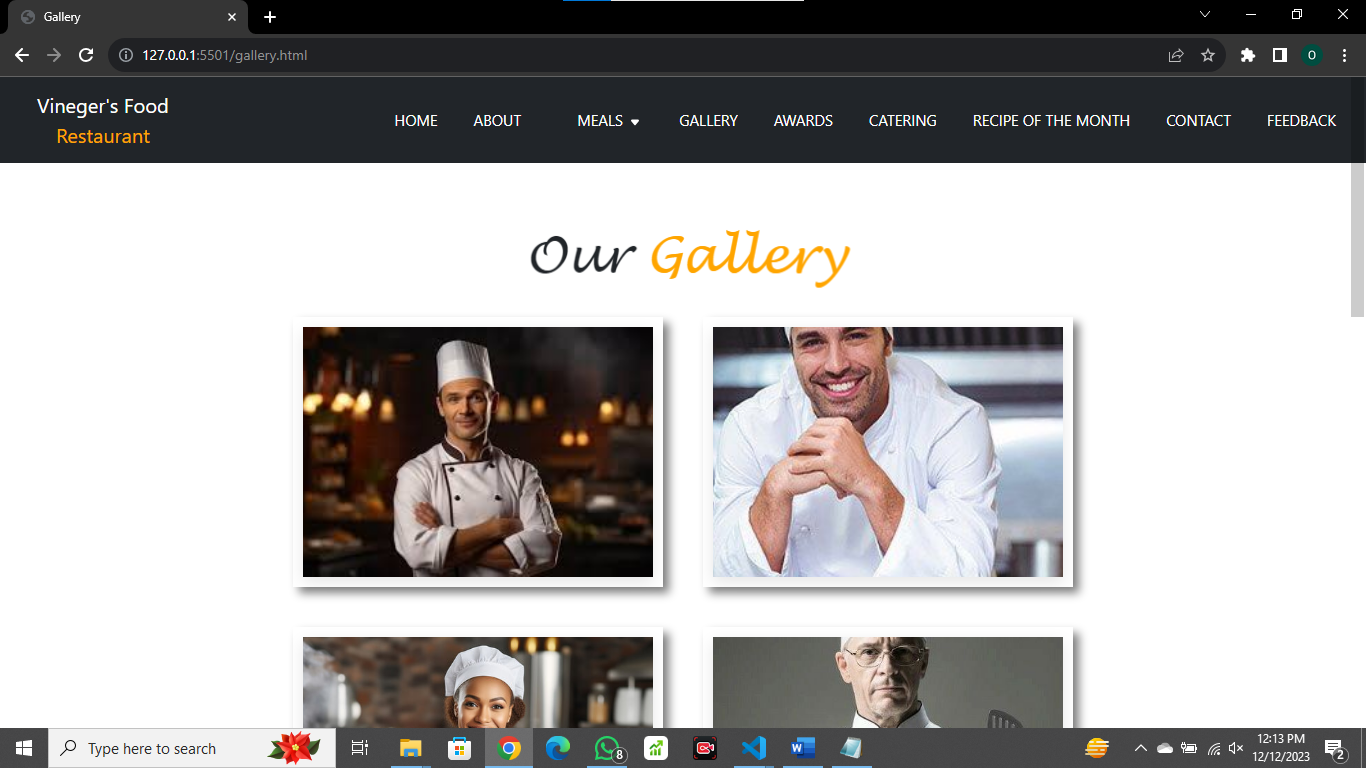 Gallery
127.0.0.1:5501/gallery.html
O
Vineger's Food
Restaurant
HOME ABOUT MEALS GALLERY AWARDS CATERING RECIPE OF THE MONTH CONTACT FEEDBACK
Our Gallery
Type here to search
8
W
12:13 PM
12/12/2023
2